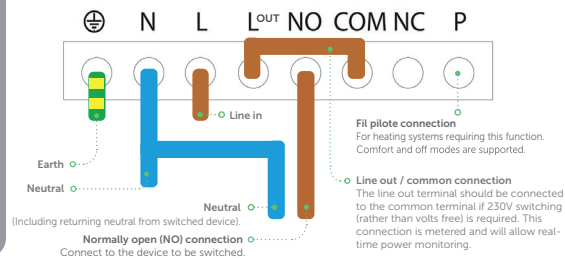 N L LOUT NO COM NC P
Line in
Fil pilote connection
For heating systems requiring this function.
Comfort and off modes are supported.
Earth
Neutral
Line out / common connection
The line out terminal should be connected
to the common terminal if 230V switching
(rather than volts free) is required. This
connection is metered and will allow real-
time power monitoring.
Neutral
(Including returning neutral from switched device).
Normally open (NO) connection
Connect to the device to be switched.